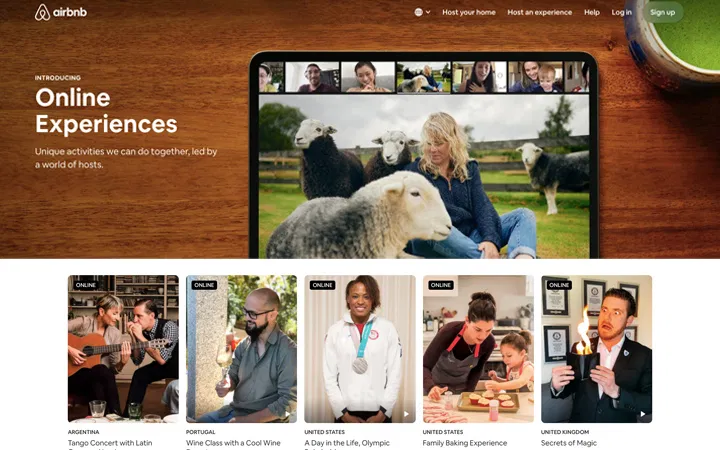 airbnb
Host your home
Host an experience
Help
Log in
Sign up
INTRODUCING
Online
Experiences
Unique activities we can do together, led by
a world of hosts.
ONLINE
ONLINE
ONLINE
ONLINE
ONLINE
ARGENTINA
Tango Concert with Latin
PORTUGAL
Wine Class with a Cool Wine
UNITED STATES
A Day in the Life, Olympic
UNITED STATES
Family Baking Experience
UNITED KINGDOM
Secrets of Magic